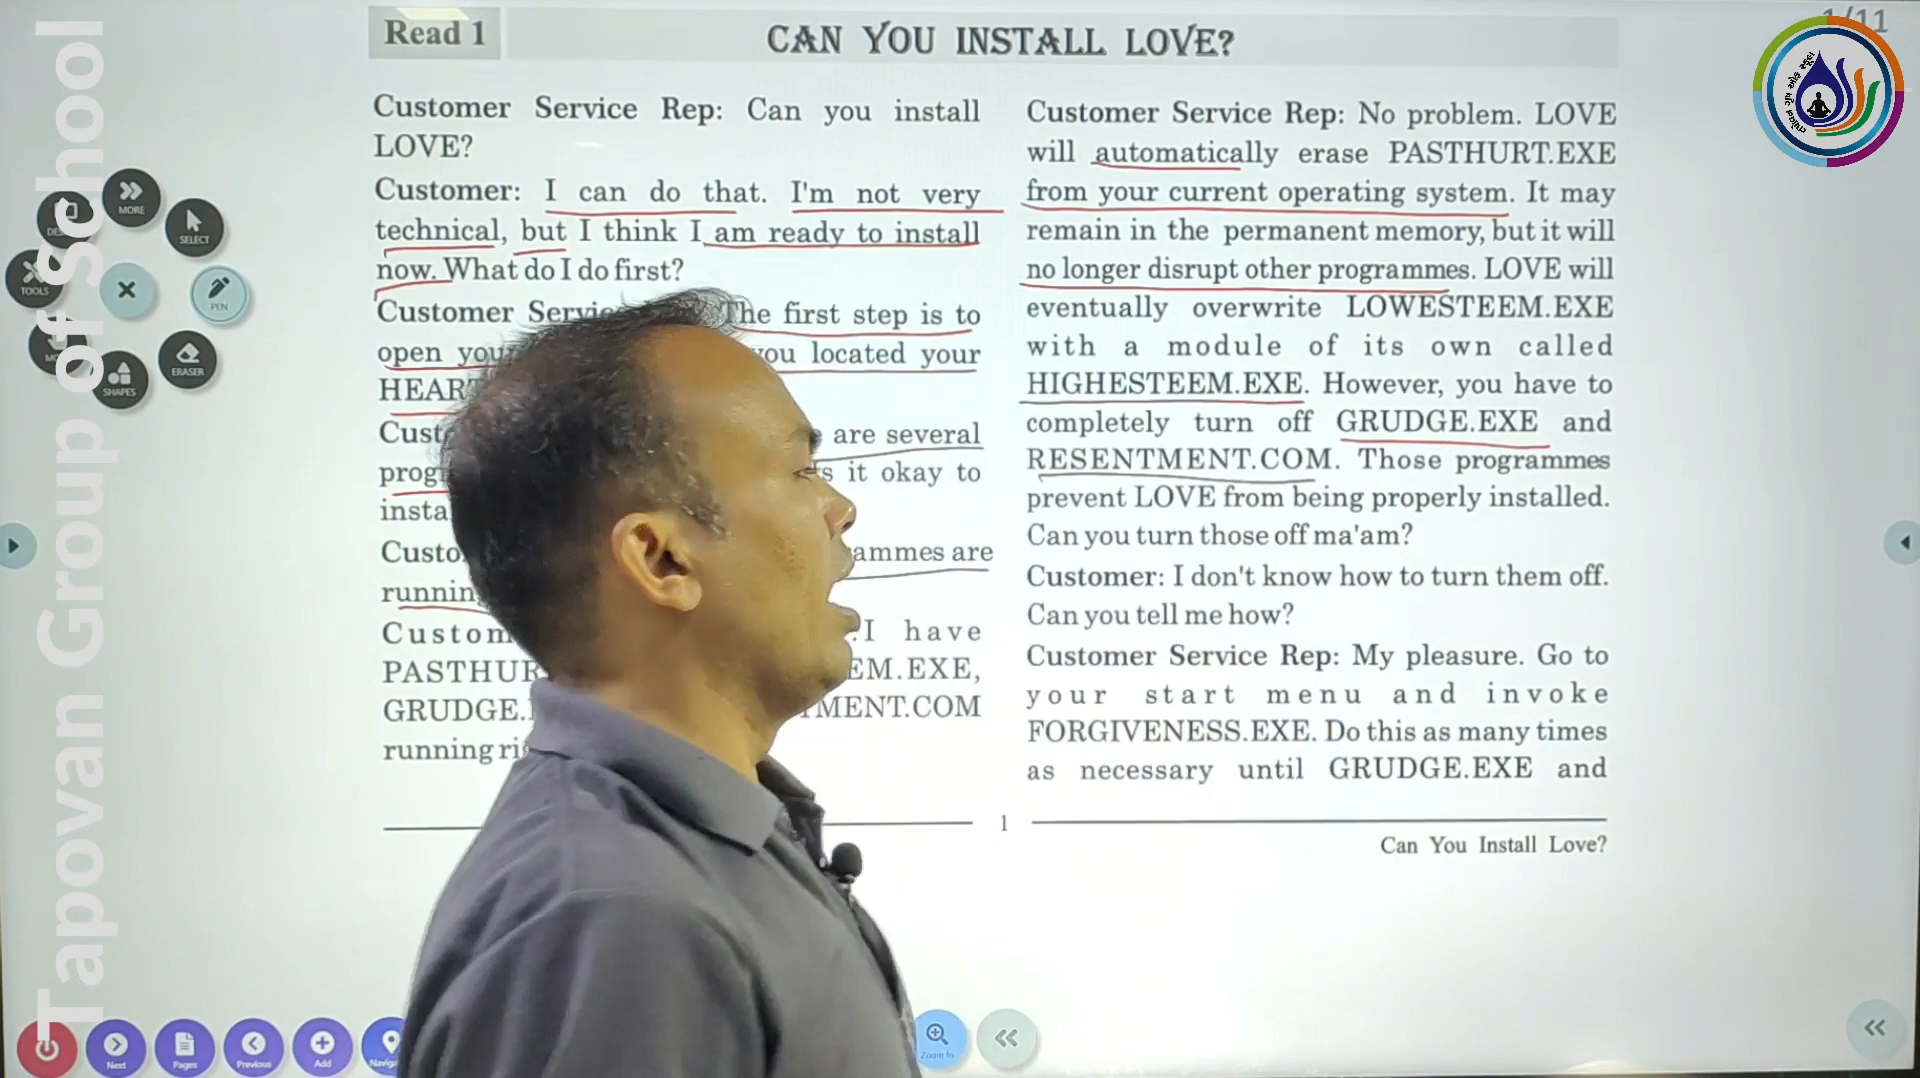 Read 1
CAN YOU INSTALL LOVE?
1/11
Customer Service Rep: Can you install
LOVE?
Customer: I can do that. I'm not very
technical, but I think I am ready to install
now. What do I do first?
Customer Service The first step is to
open you located your
HEAR
are several
it okay to
insta
ammes are
running
Custom I have
PASTHUR EM.EXE,
GRUDGE. MENT.COM
running
1
Customer Service Rep: No problem. LOVE
will automatically erase PASTHURT.EXE
from your current operating system. It may
remain in the permanent memory, but it will
no longer disrupt other programmes. LOVE will
eventually overwrite LOWESTEEM.EXE
with a module of its own called
HIGHESTEEM.EXE. However, you have to
completely turn off GRUDGE.EXE and
RESENTMENT.COM. Those programmes
prevent LOVE from being properly installed.
Can you turn those off ma'am?
Customer: I don't know how to turn them off.
Can you tell me how?
Customer Service Rep: My pleasure. Go to
your start menu and invoke
FORGIVENESS.EXE. Do this as many times
as necessary until GRUDGE.EXE and
Can You Install Love?
Tapovan Group of School
MORE
SELECT
TOOLS
PEN
ERASER
SHAPES
Next
Pages
Previous
Add
Zoom In